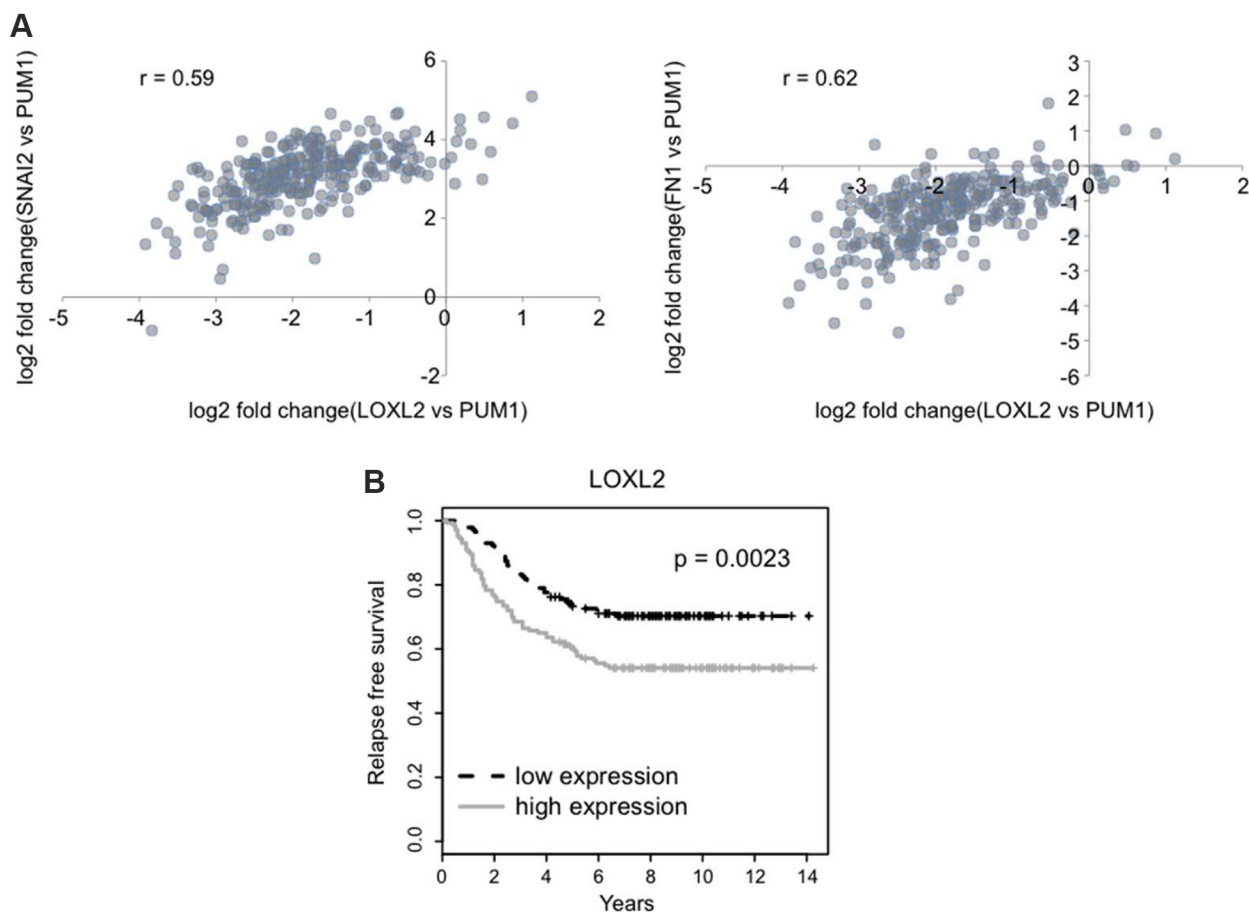 A
log2 fold change(SNAI2 vs PUM1)
r = 0.59
6
4
2
0
-2
-5 -4 -3 -2 -1 0 1 2
log2 fold change(LOXL2 vs PUM1)
log2 fold change(FN1 vs PUM1)
r = 0.62
3
2
1
0
-1
-2
-3
-4
-5
-6
-5 -4 -3 -2 -1 0 1 2
log2 fold change(LOXL2 vs PUM1)
B
LOXL2
Relapse free survival
1.0
0.8
0.6
0.4
0.2
0.0
p = 0.0023
low expression
high expression
0 2 4 6 8 10 12 14
Years